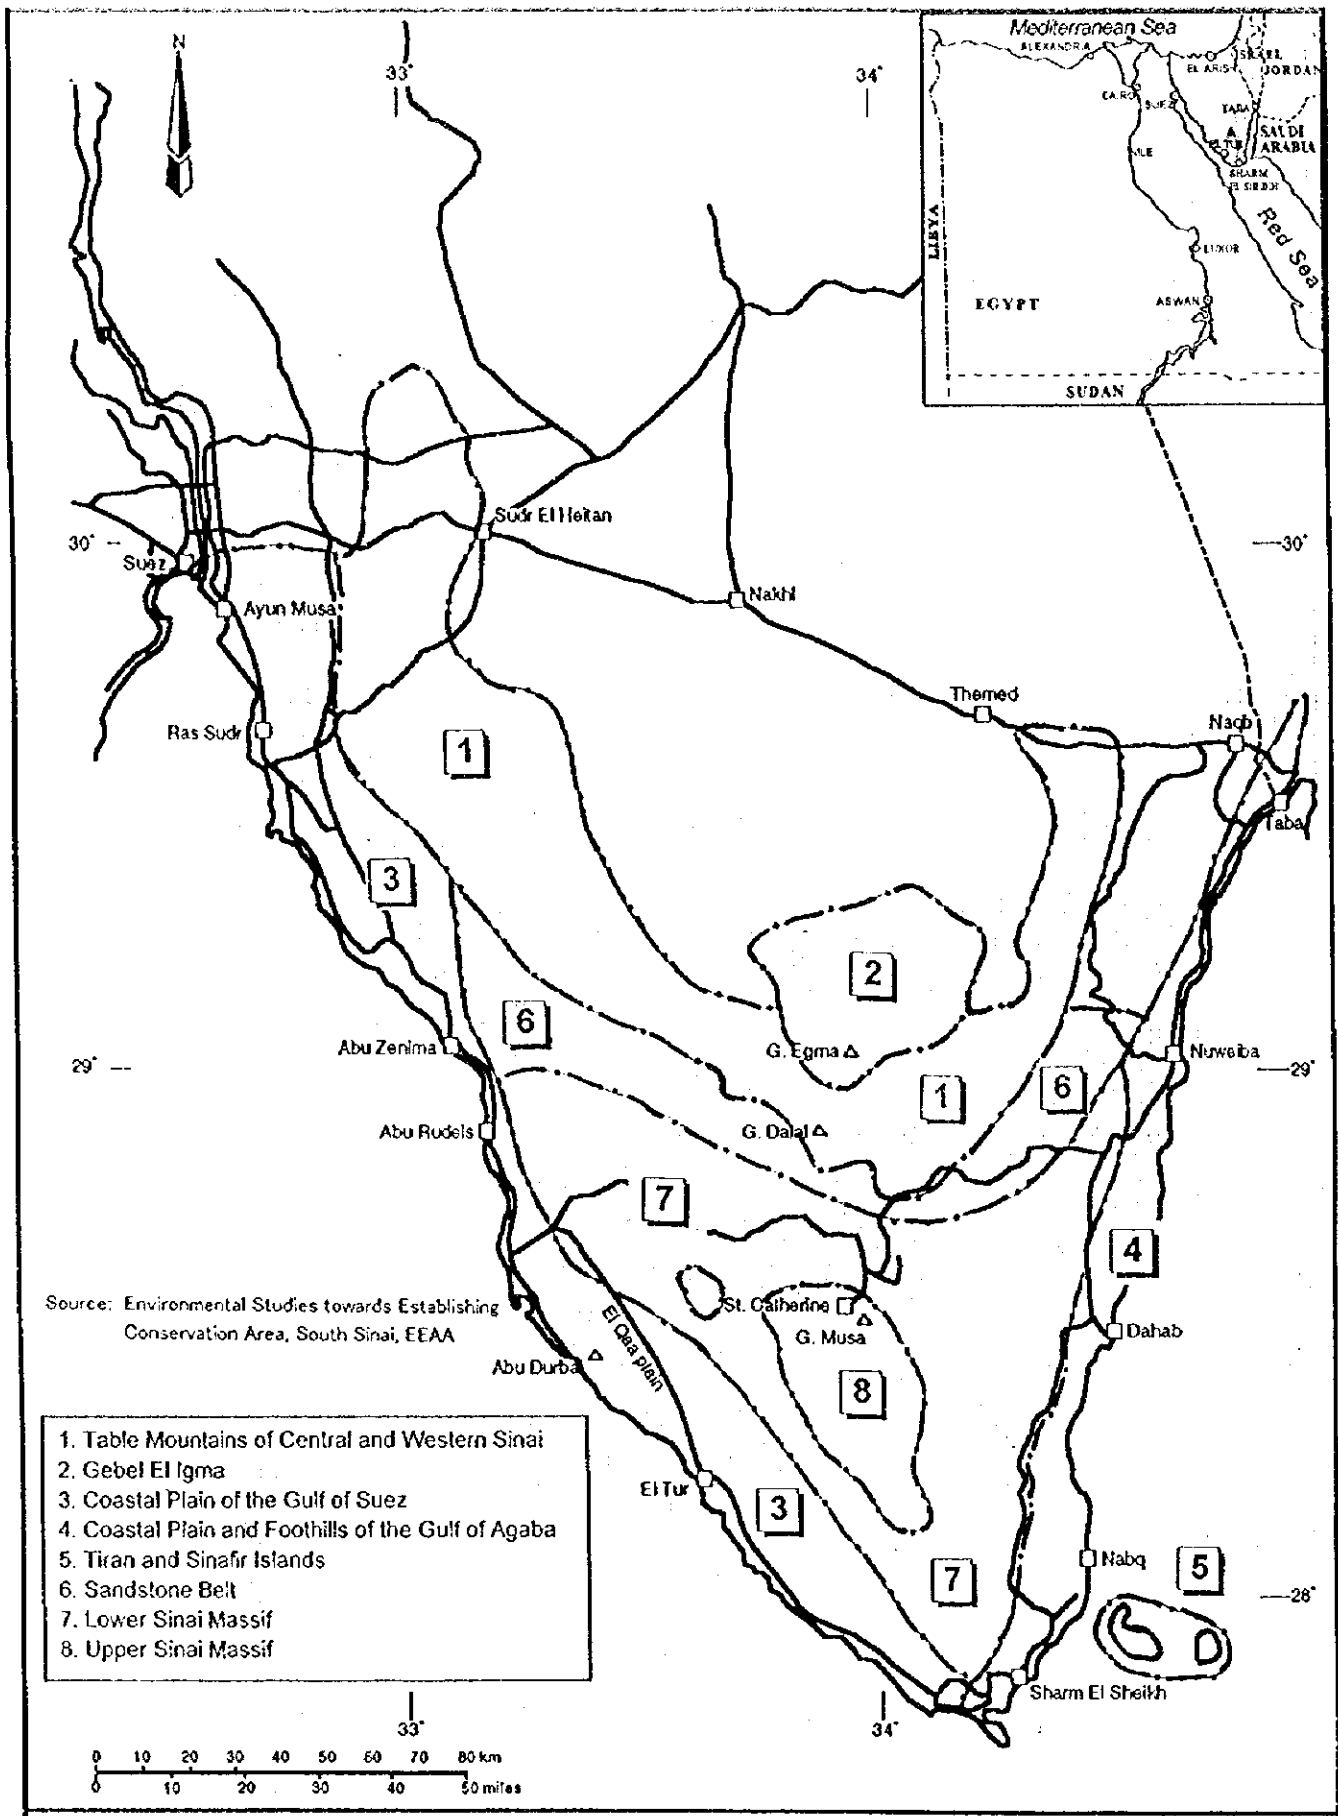 N
33°
34°
Mediterranean Sea
ALEXANDRIA
ISRAEL
EL ARISH
JORDAN
CAIRO
SUEZ
TABA
A
SAUDI
ARABIA
EL TUR
NILE
SHARM
EL SHEIKH
LIBYA
Red Sea
LUXOR
ASWAN
EGYPT
SUDAN
Sudr El Heitan
30°
30°
Suez
Nakhl
Ayun Musa
Themed
Naqb
Ras Sudr
1
Taba
3
2
6
G. Egma
Abu Zenima
Nuweiba
29°
29°
1
6
Abu Rudeis
G. Dalal
7
4
St. Catherine
Source: Environmental Studies towards Establishing
Conservation Area, South Sinai, EEAA
G. Musa
Dahab
El Qaa plain
Abu Durba
8
1. Table Mountains of Central and Western Sinai
2. Gebel El Igma
3. Coastal Plain of the Gulf of Suez
4. Coastal Plain and Foothills of the Gulf of Agaba
5. Tiran and Sinafir Islands
6. Sandstone Belt
7. Lower Sinai Massif
8. Upper Sinai Massif
El Tur
3
Nabq
5
7
28°
Sharm El Sheikh
33°
34°
0 10 20 30 40 50 60 70 80 km
0 10 20 30 40 50 miles